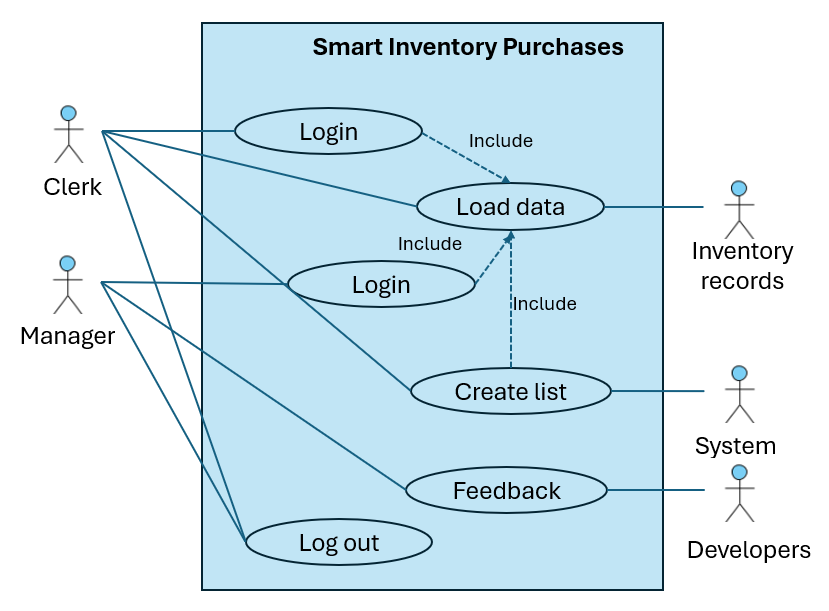 Smart Inventory Purchases
Login
Include
Clerk
Load data
Include
Inventory
records
Login
Include
Manager
Create list
System
Feedback
Log out
Developers